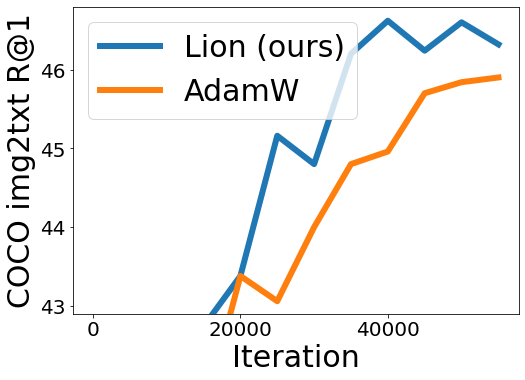 Lion (ours)
AdamW
COCO img2txt R@1
46
45
44
43
0
20000
40000
Iteration